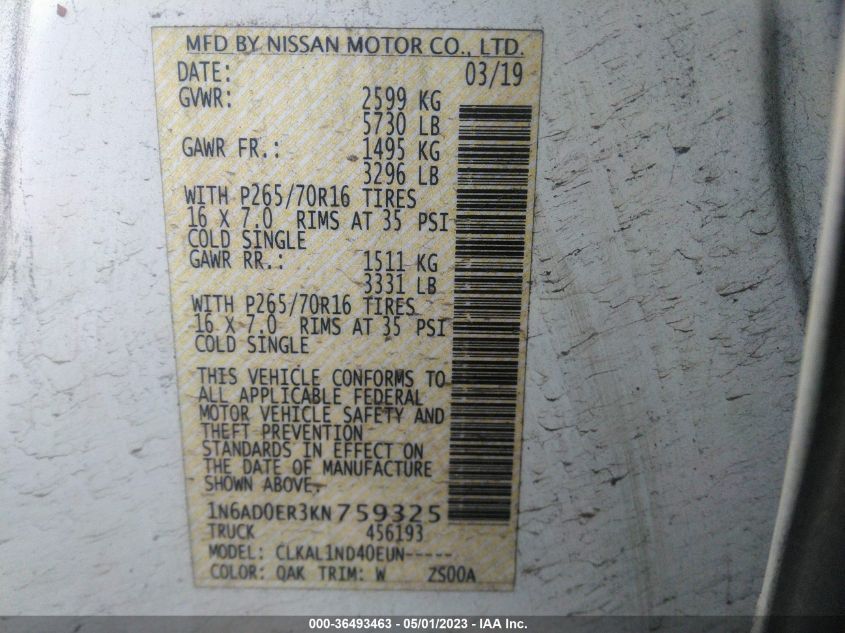 MFD BY NISSAN MOTOR CO., LTD.
DATE: 03/19
GVWR: 2599 KG
5730 LB
GAWR FR.: 1495 KG
3296 LB
WITH P265/70R16 TIRES
16 X 7.0 RIMS AT 35 PSI
COLD SINGLE
GAWR RR.: 1511 KG
3331 LB
WITH P265/70R16 TIRES
16 X 7.0 RIMS AT 35 PSI
COLD SINGLE
THIS VEHICLE CONFORMS TO
ALL APPLICABLE FEDERAL
MOTOR VEHICLE SAFETY AND
THEFT PREVENTION
STANDARDS IN EFFECT ON
THE DATE OF MANUFACTURE
SHOWN ABOVE.
1N6AD0ER3KN759325
TRUCK 456193
MODEL: CLKAL1ND40EUN-----
COLOR: QAK TRIM: W ZS00A
000-36493463 - 05/01/2023 - IAA Inc.